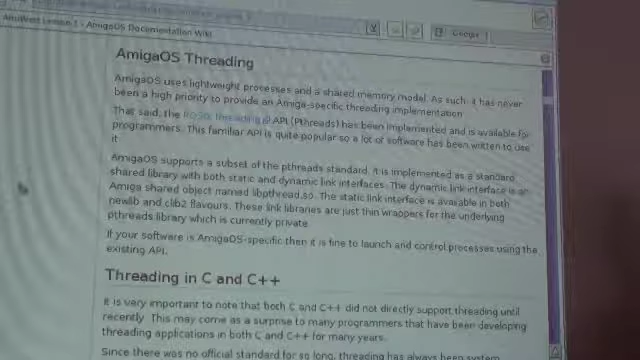 AmiWest Lesson 1 - AmigaOS Documentation Wiki
Google
AmigaOS Threading
AmigaOS uses lightweight processes and a shared memory model. As such, it has never
been a high priority to provide an Amiga-specific threading implementation
That said, the POSIX threading API (Pthreads) has been implemented and is available for
programmers. This familiar API is quite popular so a lot of software has been written to use
it.
AmigaOS supports a subset of the pthreads standard. It is implemented as a standard
shared library with both static and dynamic link interfaces. The dynamic link interface is an
Amiga shared object named libpthread.so. The static link interface is available in both
newlib and clib2 flavours. These link libraries are just thin wrappers for the underlying
pthreads library which is currently private.
If your software is AmigaOS-specific then it is fine to launch and control processes using the
existing API.
Threading in C and C++
It is very important to note that both C and C++ did not directly support threading until
recently. This may come as a surprise to many programmers that have been developing
threading applications in both C and C++ for many years.
Since there was no official standard for so long, threading has always been system